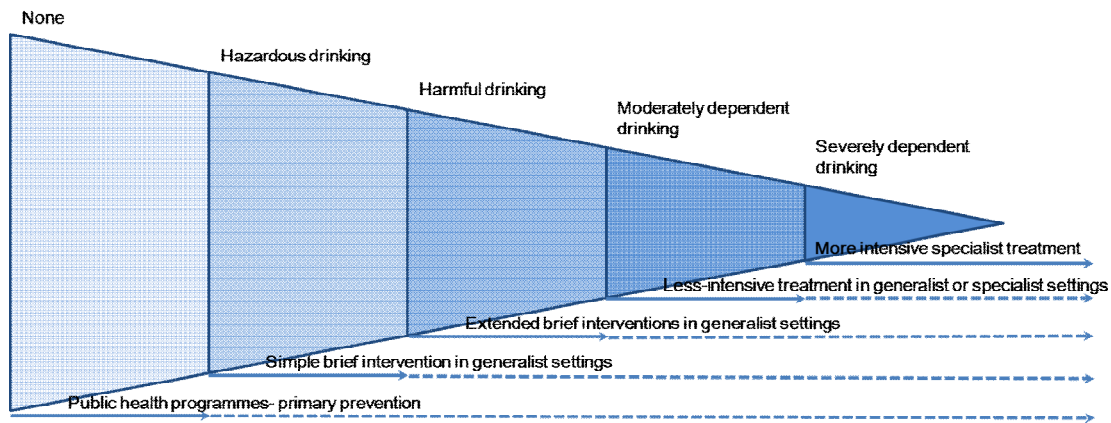 None
Hazardous drinking
Harmful drinking
Moderately dependent
drinking
Severely dependent
drinking
More intensive specialist treatment
Less-intensive treatment in generalist or specialist settings
Extended brief interventions in generalist settings
Simple brief intervention in generalist settings
Public health programmes- primary prevention